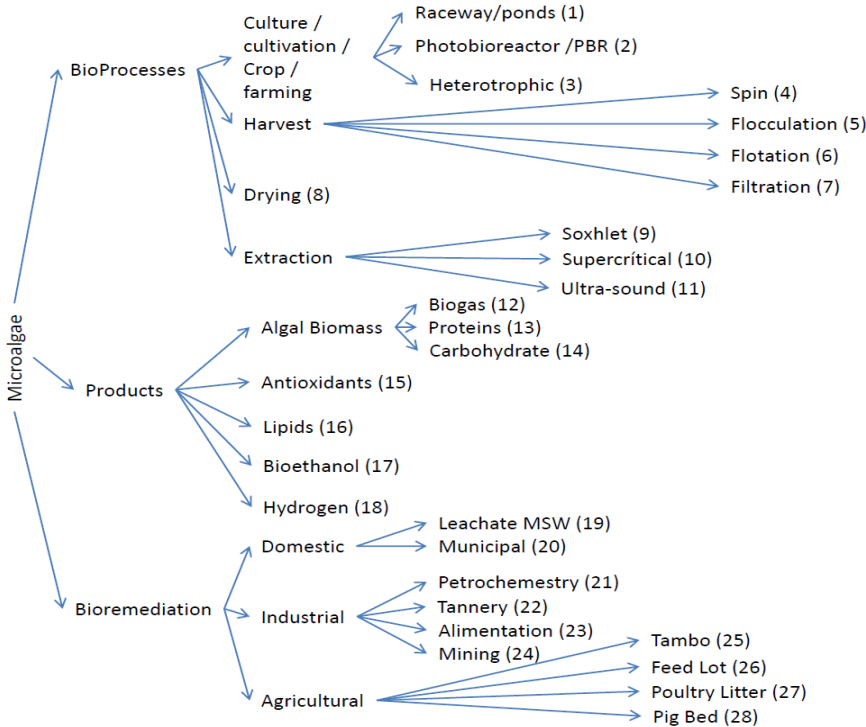 Microalgae
BioProcesses
Culture /
cultivation /
Crop /
farming
Raceway/ponds (1)
Photobioreactor /PBR (2)
Heterotrophic (3)
Harvest
Spin (4)
Flocculation (5)
Flotation (6)
Filtration (7)
Drying (8)
Extraction
Soxhlet (9)
Supercrítical (10)
Ultra-sound (11)
Products
Algal Biomass
Biogas (12)
Proteins (13)
Carbohydrate (14)
Antioxidants (15)
Lipids (16)
Bioethanol (17)
Hydrogen (18)
Bioremediation
Domestic
Leachate MSW (19)
Municipal (20)
Industrial
Petrochemestry (21)
Tannery (22)
Alimentation (23)
Mining (24)
Agricultural
Tambo (25)
Feed Lot (26)
Poultry Litter (27)
Pig Bed (28)